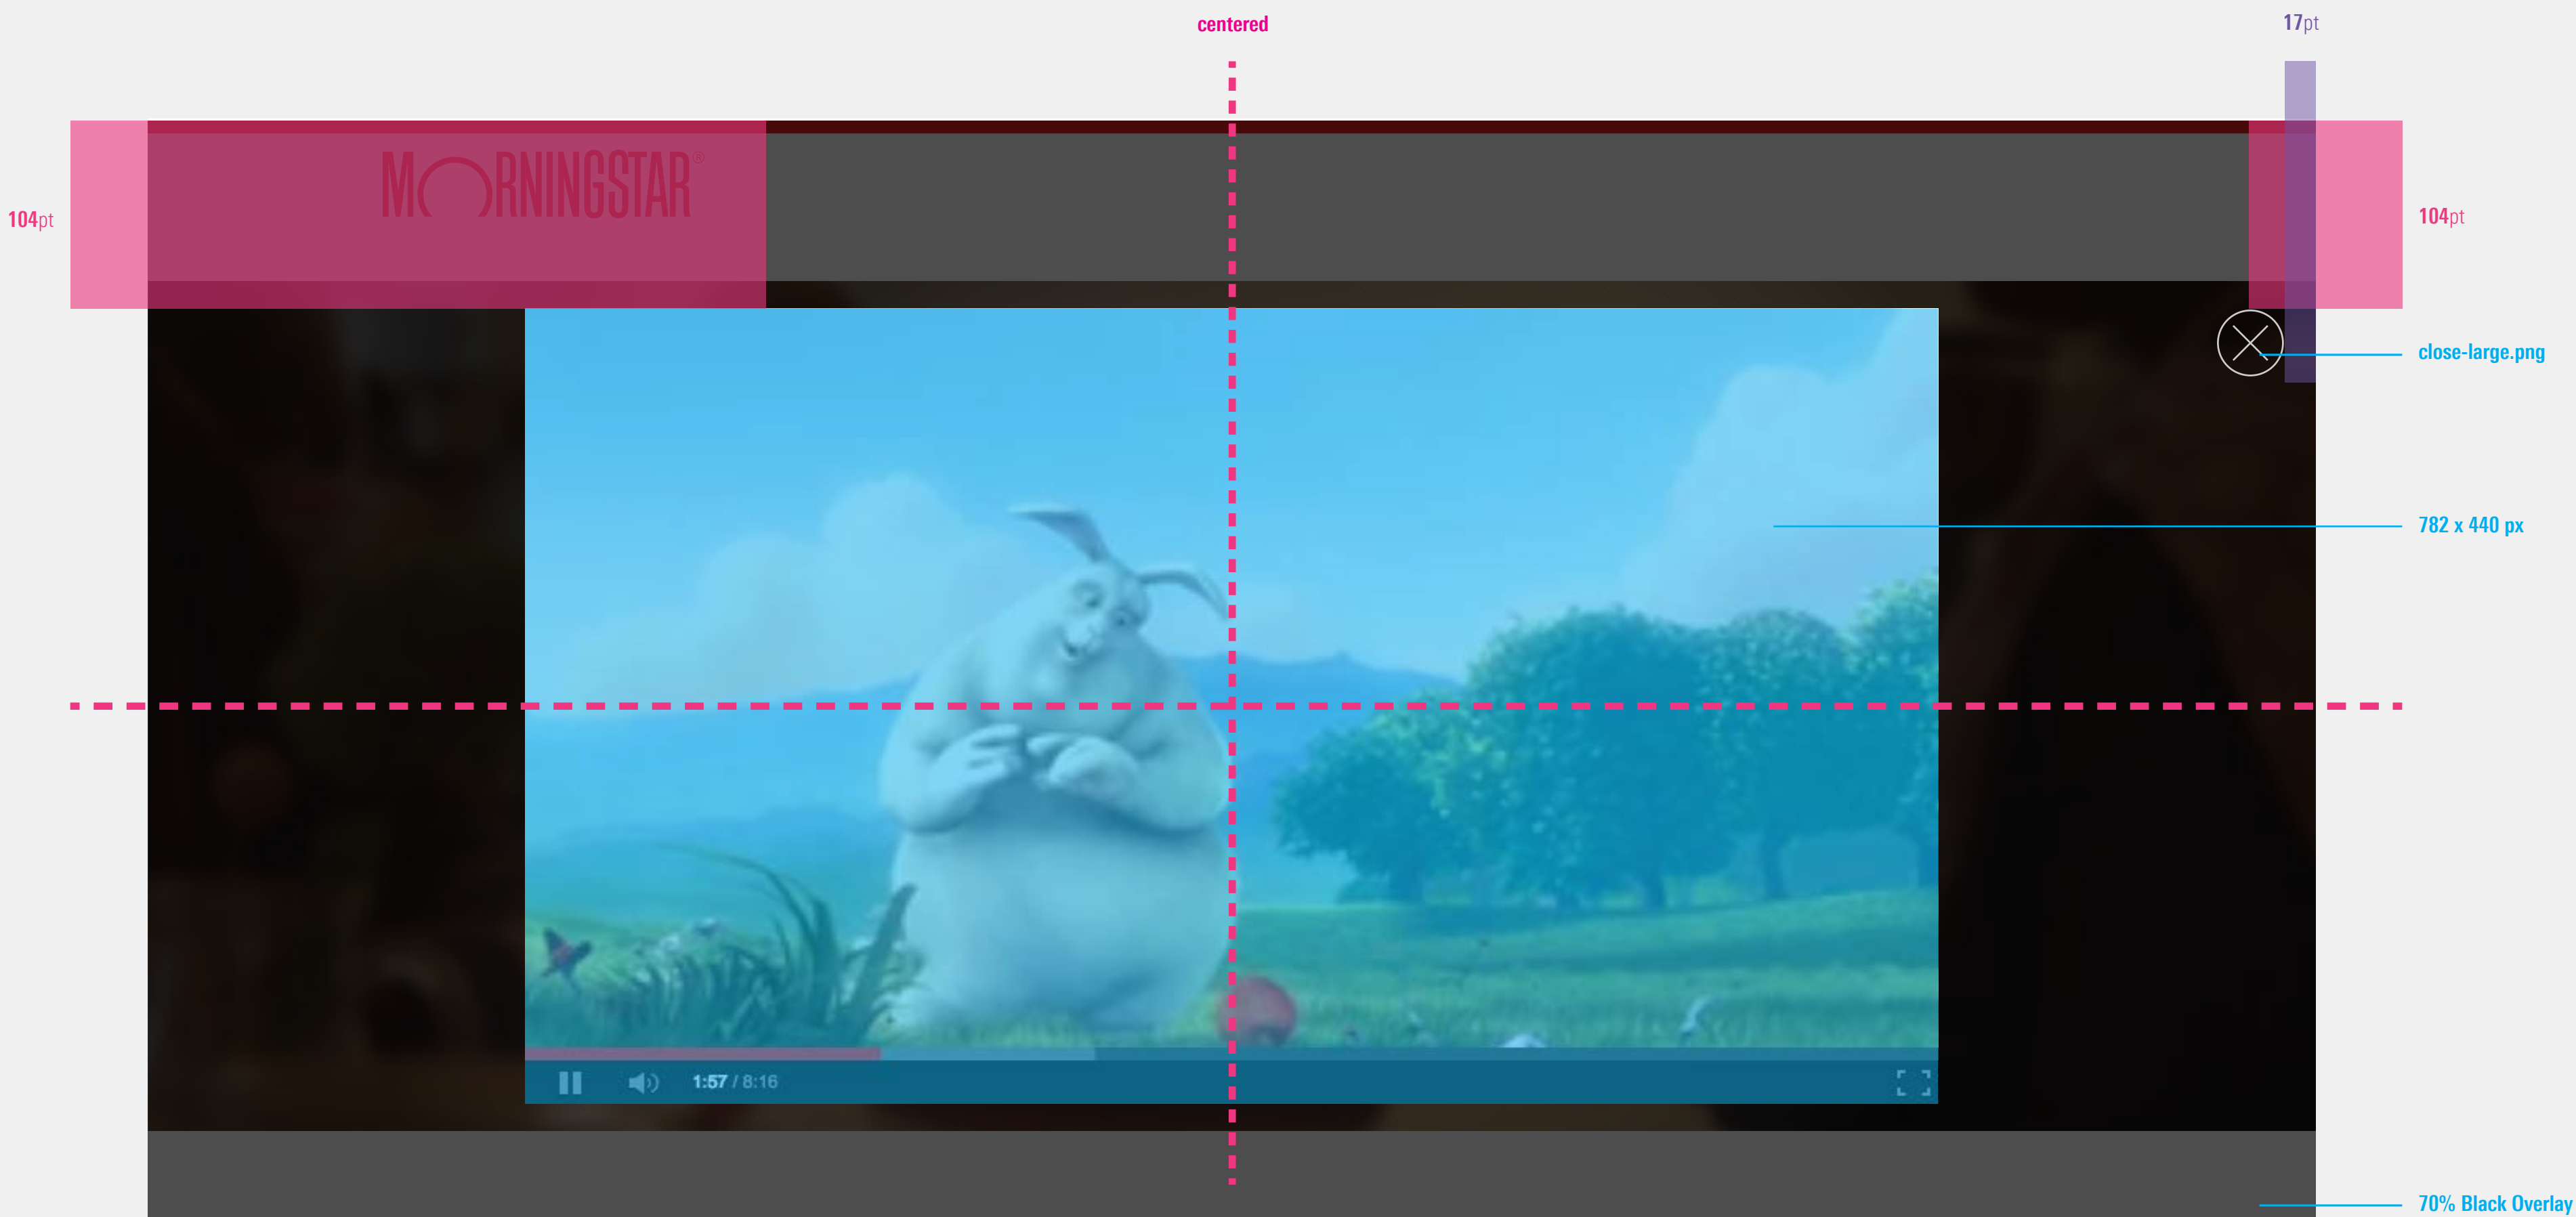 centered
17pt
MORNINGSTAR®
104pt
104pt
close-large.png
782 x 440 px
1:57 / 8:16
70% Black Overlay